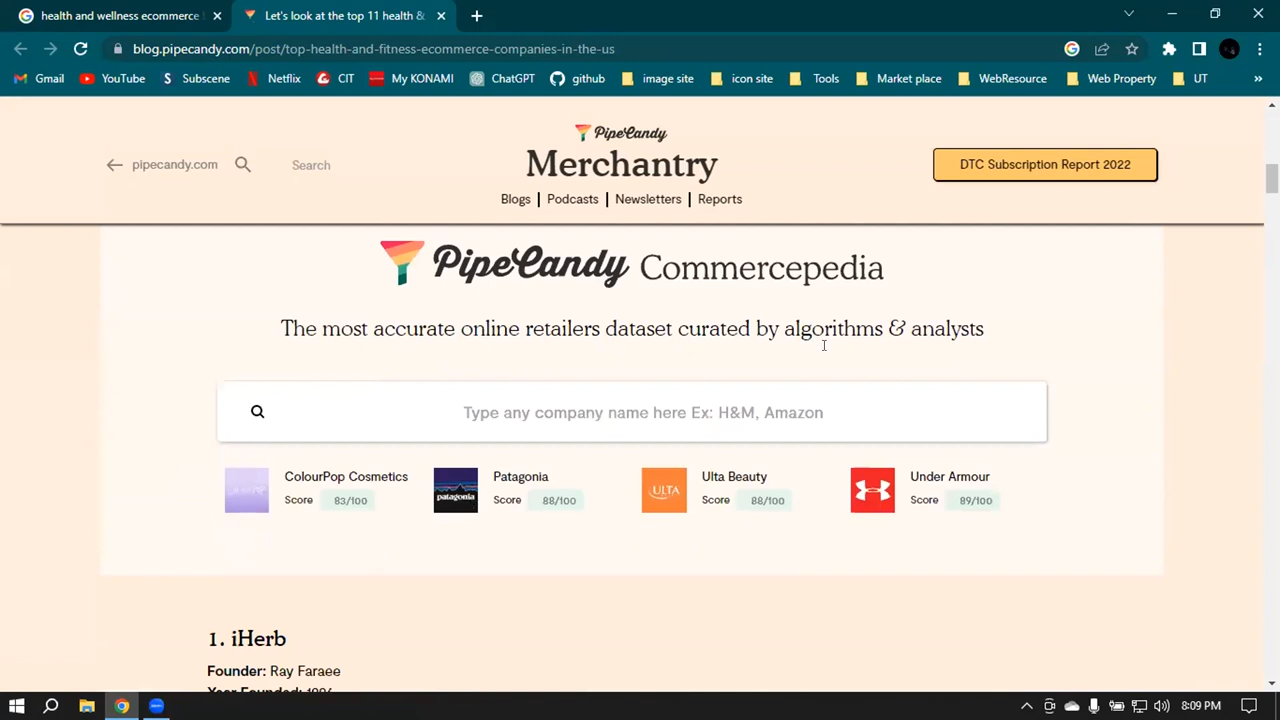 health and wellness ecommerce
Let's look at the top 11 health &
blog.pipecandy.com/post/top-health-and-fitness-ecommerce-companies-in-the-us
Gmail YouTube Subscene Netflix CIT My KONAMI ChatGPT github image site icon site Tools Market place WebResource Web Property UT »
PipeCandy
Merchantry
← pipecandy.com Search
DTC Subscription Report 2022
Blogs | Podcasts | Newsletters | Reports
PipeCandy Commercepedia
The most accurate online retailers dataset curated by algorithms & analysts
Type any company name here Ex: H&M, Amazon
ColourPop Cosmetics
Score 83/100
patagonia
Patagonia
Score 88/100
ULTA
Ulta Beauty
Score 88/100
Under Armour
Score 89/100
1. iHerb
Founder: Ray Faraee
Year Founded: 1996
8:09 PM